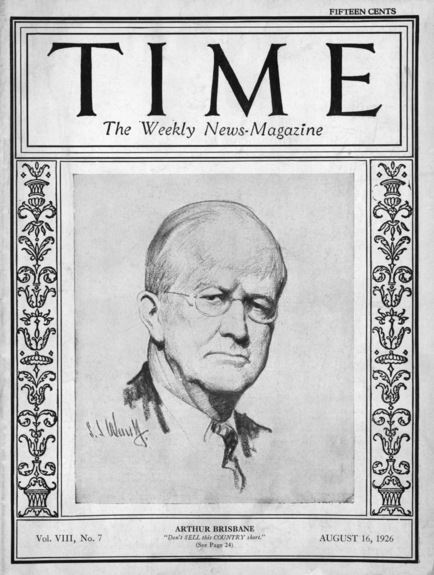 FIFTEEN CENTS
TIME
The Weekly News-Magazine
ARTHUR BRISBANE
Vol. VIII, No. 7
"Don't SELL this COUNTRY short."
AUGUST 16, 1926
(See Page 24)